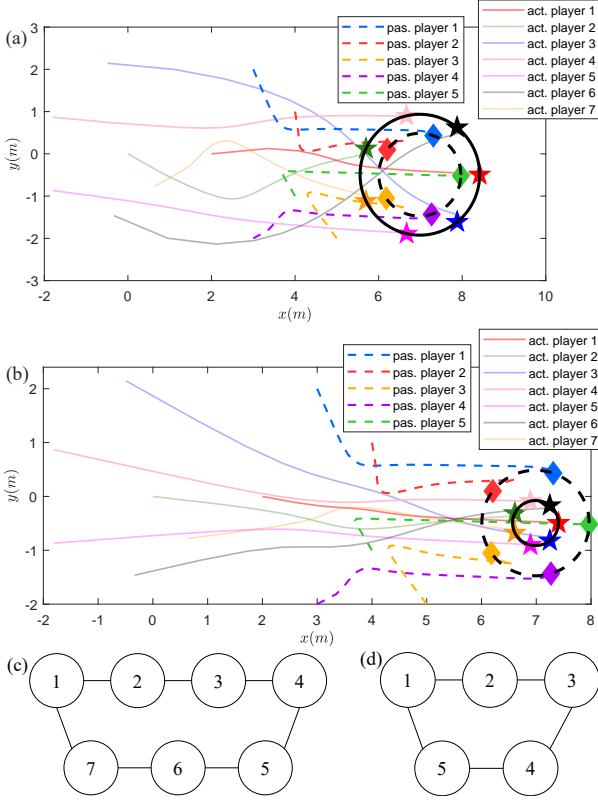 (a)
pas. player 1
pas. player 2
pas. player 3
pas. player 4
pas. player 5
act. player 1
act. player 2
act. player 3
act. player 4
act. player 5
act. player 6
act. player 7
3
2
1
0
-1
-2
-3
y(m)
-2 0 2 4 6 8 10
x(m)
(b)
pas. player 1
pas. player 2
pas. player 3
pas. player 4
pas. player 5
act. player 1
act. player 2
act. player 3
act. player 4
act. player 5
act. player 6
act. player 7
2
1
0
-1
-2
y(m)
-2 -1 0 1 2 3 4 5 6 7 8
x(m)
(c)
1 2 3 4
7 6 5
(d)
1 2 3
5 4